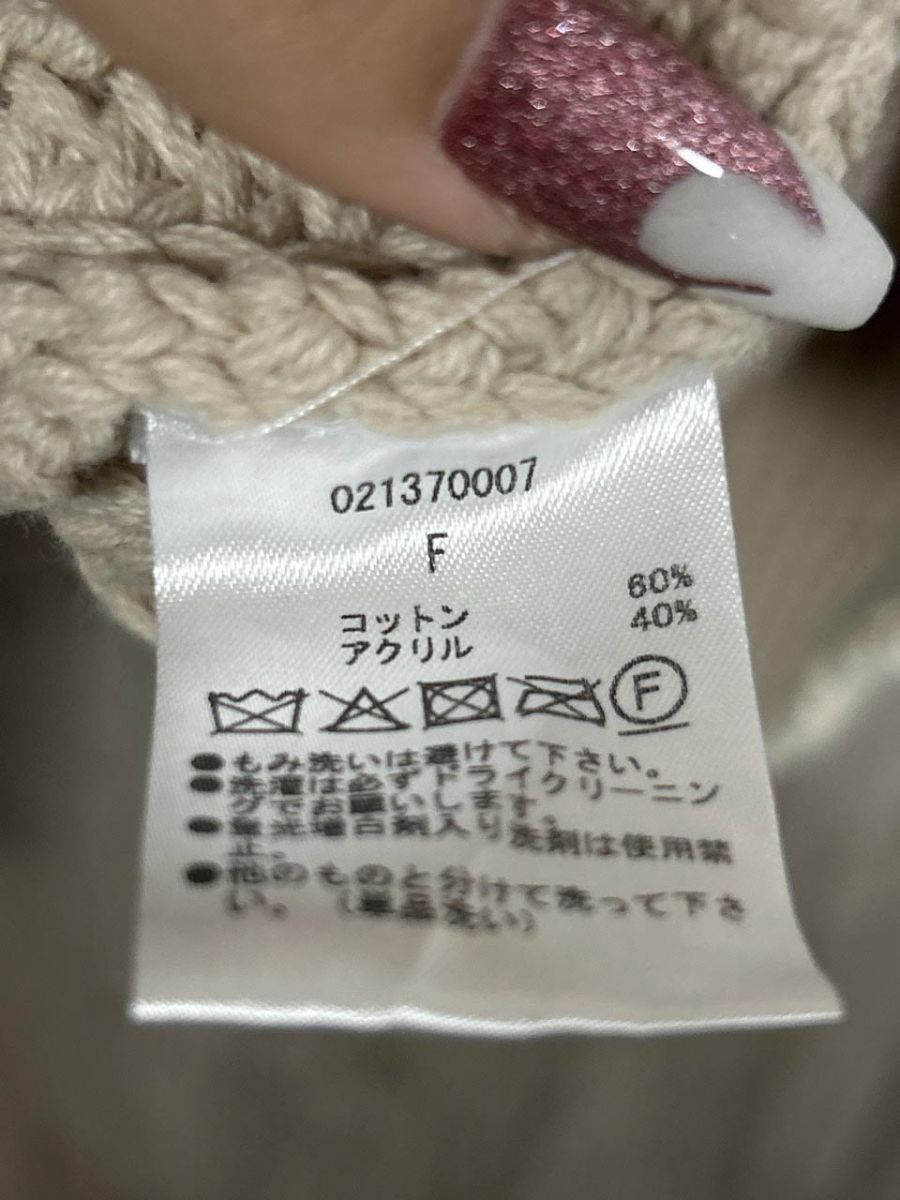 021370007
F
コットン 60%
アクリル 40%
F
●もみ洗いは避けて下さい。
●洗濯は必ずドライクリーニン
グでお願いします。
●蛍光増白剤入り洗剤は使用禁
止。
●他のものと分けて洗って下さ
い。(単品洗い)